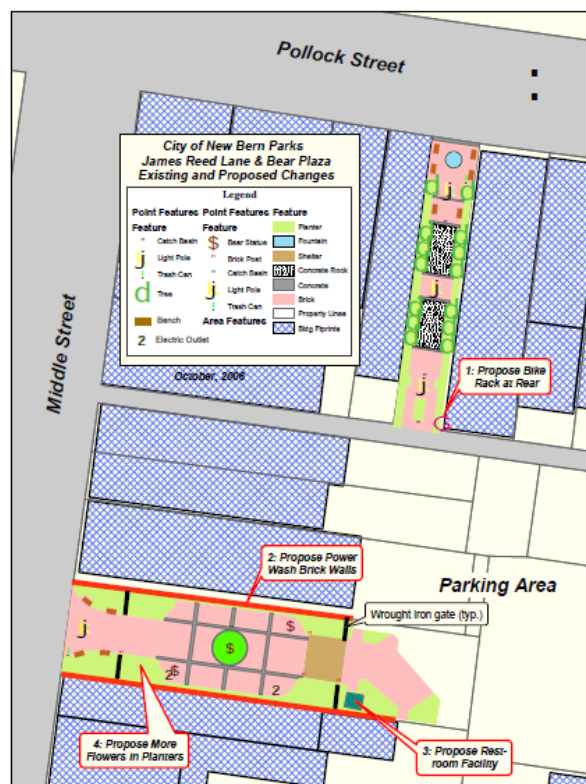 Pollock Street
City of New Bern Parks
James Reed Lane & Bear Plaza
Existing and Proposed Changes
Legend
Point Features
Feature
Catch Basin
Light Pole
Trash Can
Tree
Bench
2 Electric Outlet
Point Features
Feature
$ Bear Statue
Brick Post
Catch Basin
Light Pole
Trash Can
Area Features
Feature
Planter
Fountain
Shelter
Concrete Rock
Concrete
Brick
Property Lines
Bldg Ftprints
Middle Street
1: Propose Bike
Rack at Rear
2: Propose Power
Wash Brick Walls
Parking Area
Wrought Iron gate (typ.)
$
$
$
2
2
4: Propose More
Flowers in Planters
3: Propose Rest-
room Facility